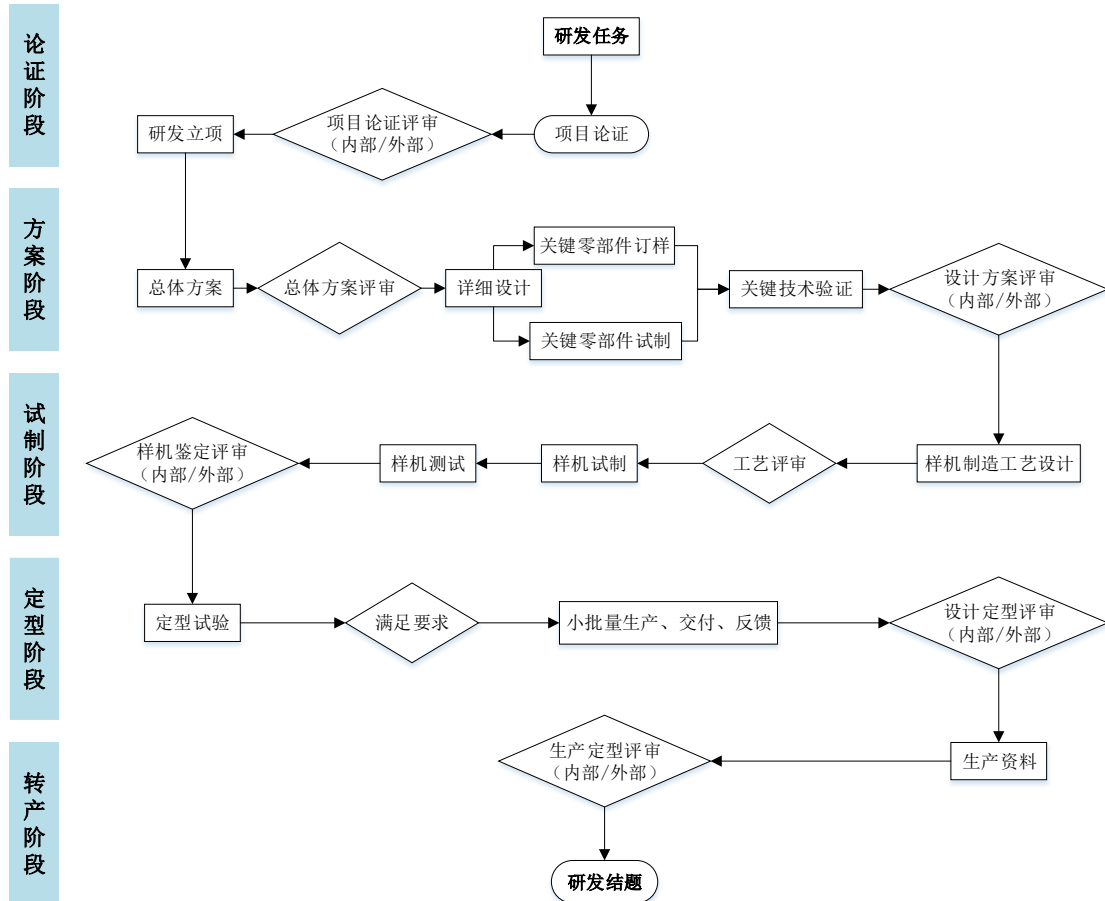 论证阶段
研发任务
研发立项
项目论证评审
（内部/外部）
项目论证
方案阶段
关键零部件订样
总体方案
总体方案评审
详细设计
关键技术验证
设计方案评审
（内部/外部）
关键零部件试制
试制阶段
样机鉴定评审
（内部/外部）
样机测试
样机试制
工艺评审
样机制造工艺设计
定型阶段
定型试验
满足要求
小批量生产、交付、反馈
设计定型评审
（内部/外部）
转产阶段
生产定型评审
（内部/外部）
生产资料
研发结题